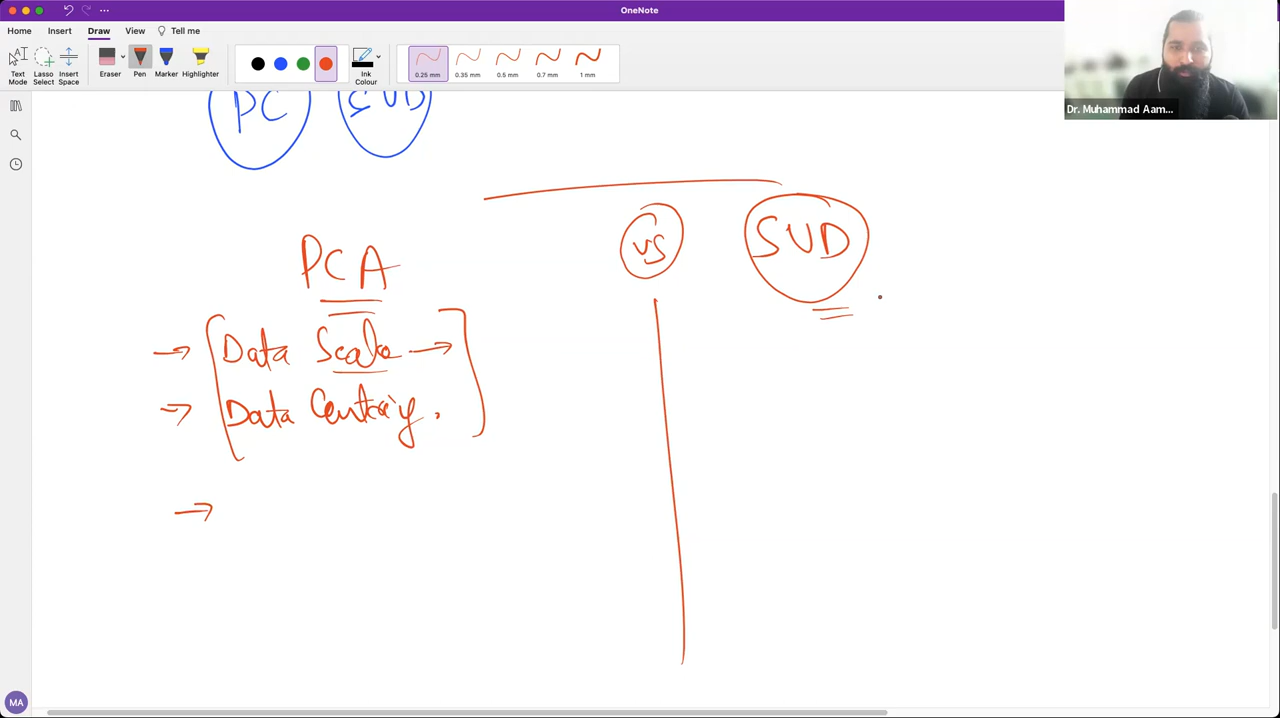 OneNote
Home Insert Draw View Tell me
Text Mode Lasso Select Insert Space Eraser Pen Marker Highlighter Ink Colour 0.25 mm 0.35 mm 0.5 mm 0.7 mm 1 mm
Dr. Muhammad Aam...
PC SVD
PCA vs SVD
→ Data Scale →
→ Data Centring.
→
MA